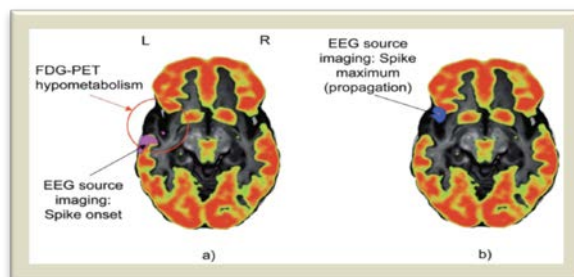 L
R
FDG-PET
hypometabolism
EEG source
imaging:
Spike onset
a)
EEG source
imaging: Spike
maximum
(propagation)
b)